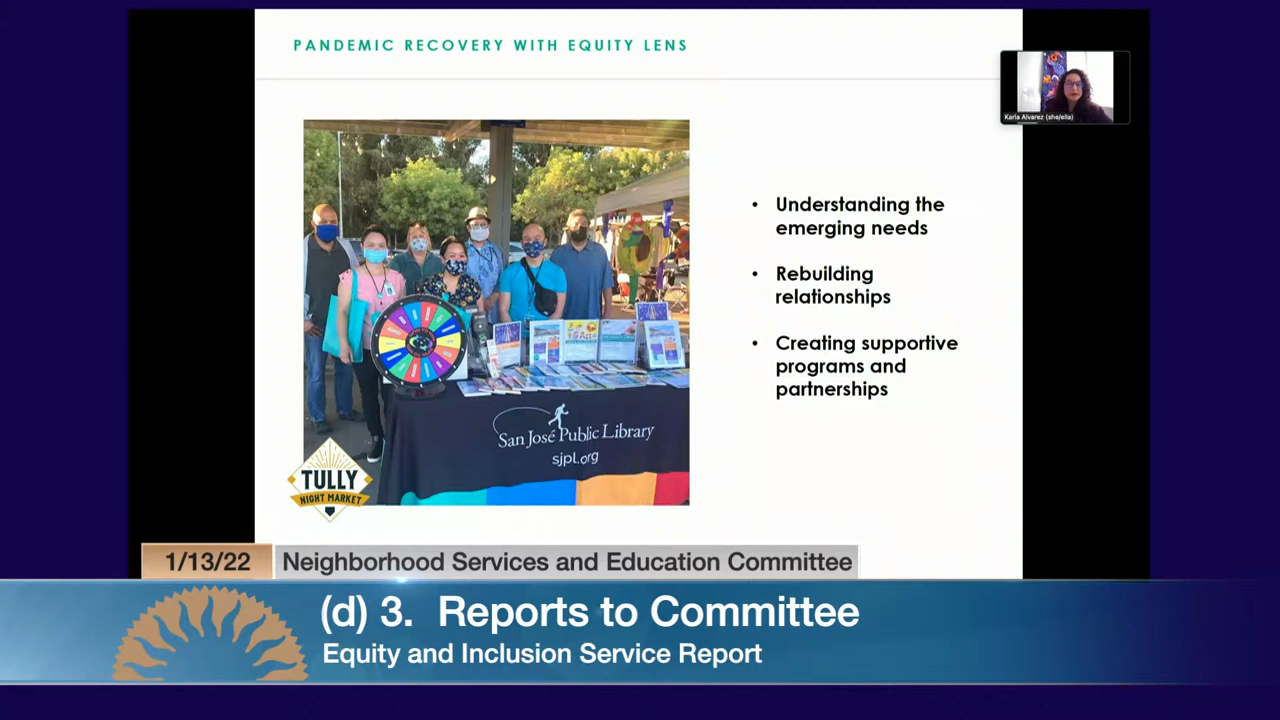 PANDEMIC RECOVERY WITH EQUITY LENS
Karla Alvarez (she/ella)
• Understanding the
emerging needs
• Rebuilding
relationships
• Creating supportive
programs and
partnerships
San José Public Library
sjpl.org
TULLY
NIGHT MARKET
1/13/22
Neighborhood Services and Education Committee
(d) 3. Reports to Committee
Equity and Inclusion Service Report